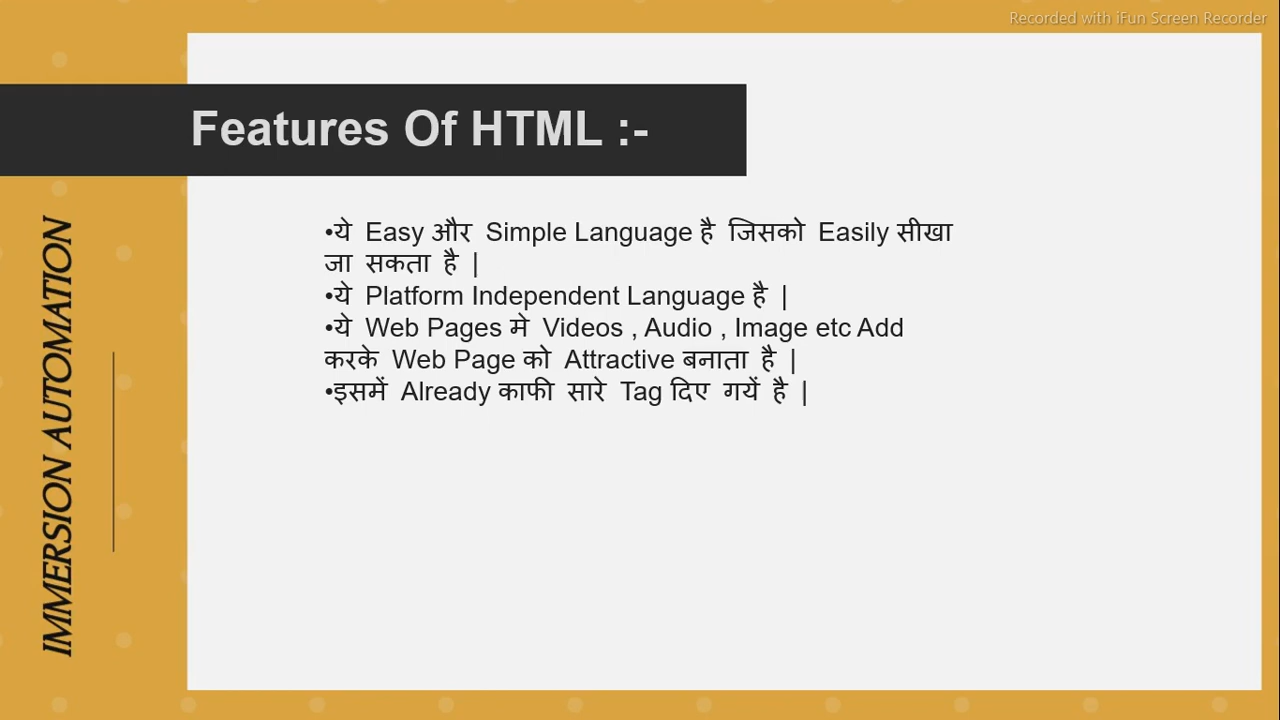 Recorded with iFun Screen Recorder
Features Of HTML :-
IMMERSION AUTOMATION
•ये Easy और Simple Language है जिसको Easily सीखा
जा सकता है |
•ये Platform Independent Language है |
•ये Web Pages मे Videos , Audio , Image etc Add
करके Web Page को Attractive बनाता है |
•इसमें Already काफी सारे Tag दिए गयें है |